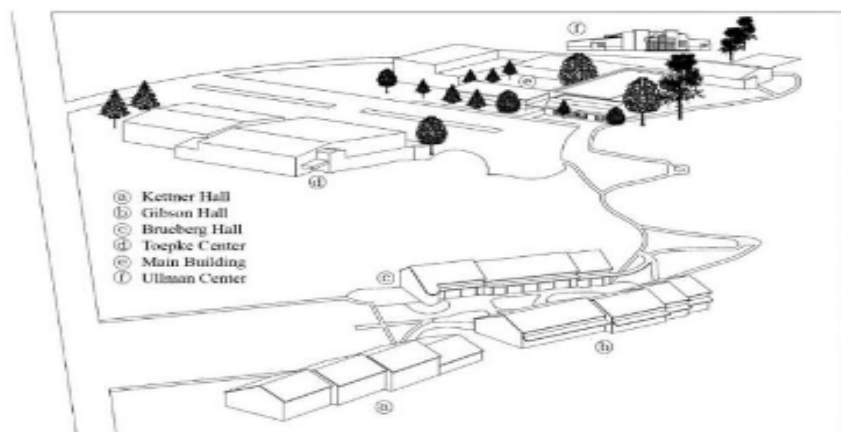 f
e
d
a Kettner Hall
b Gibson Hall
c Brueberg Hall
d Toepke Center
e Main Building
f Ullman Center
c
b
a